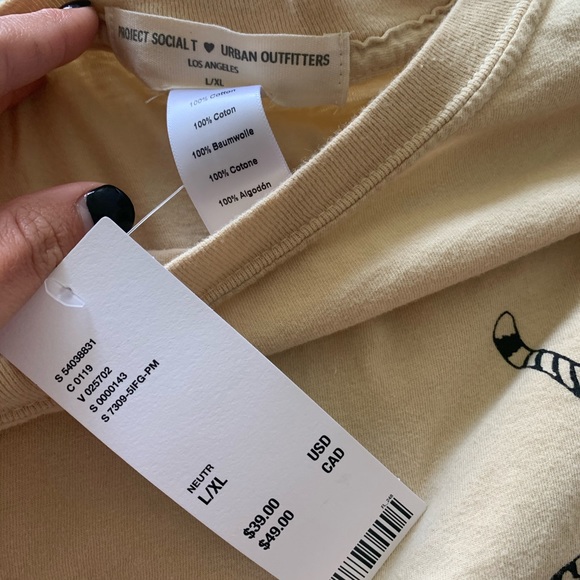 PROJECT SOCIAL T ♥ URBAN OUTFITTERS
LOS ANGELES
L/XL
100% Cotton
100% Coton
100% Baumwolle
100% Cotone
100% Algodón
S 54038831
C 0119
V 025702
S 0000143
S 7309-5IFG-PM
NEUTR
L/XL
$39.00 USD
$49.00 CAD